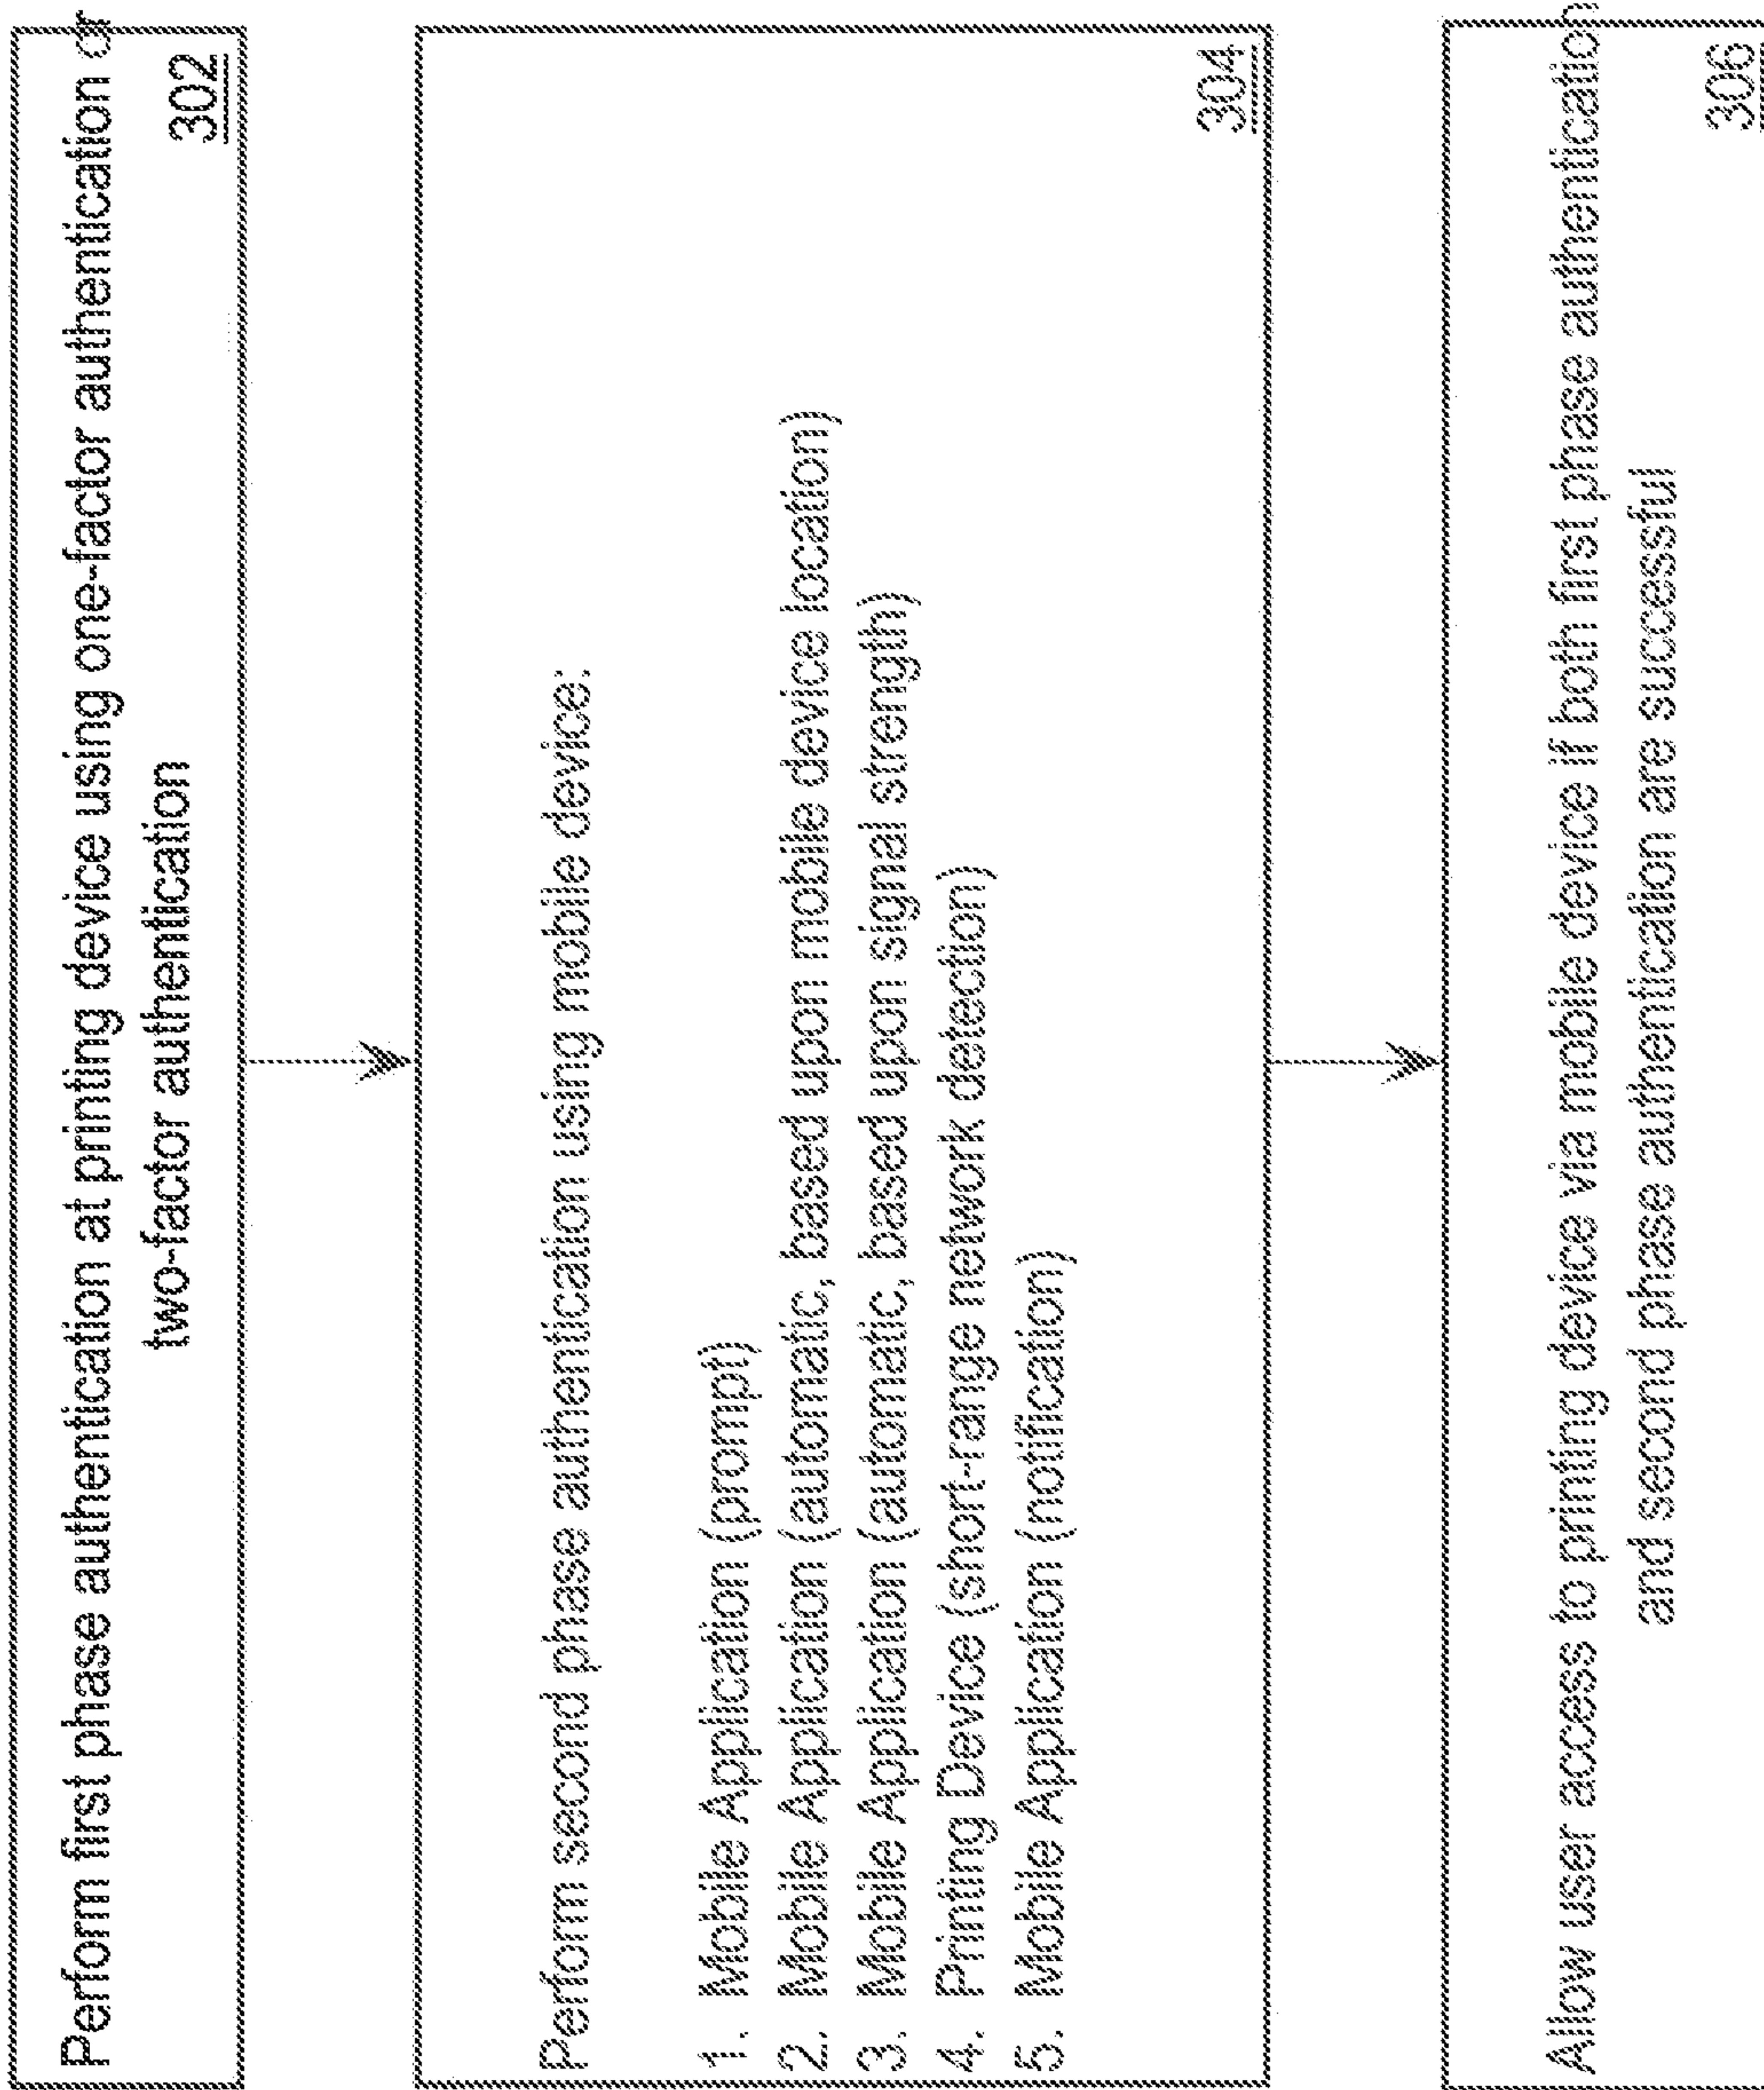 Perform first phase authentication at printing device using one-factor authentication or
two-factor authentication
302
Perform second phase authentication using mobile device:
1. Mobile Application (prompt)
2. Mobile Application (automatic, based upon mobile device location)
3. Mobile Application (automatic, based upon signal strength)
4. Printing Device (short-range network detection)
5. Mobile Application (notification)
304
Allow user access to printing device via mobile device if both first phase authentication
and second phase authentication are successful
306